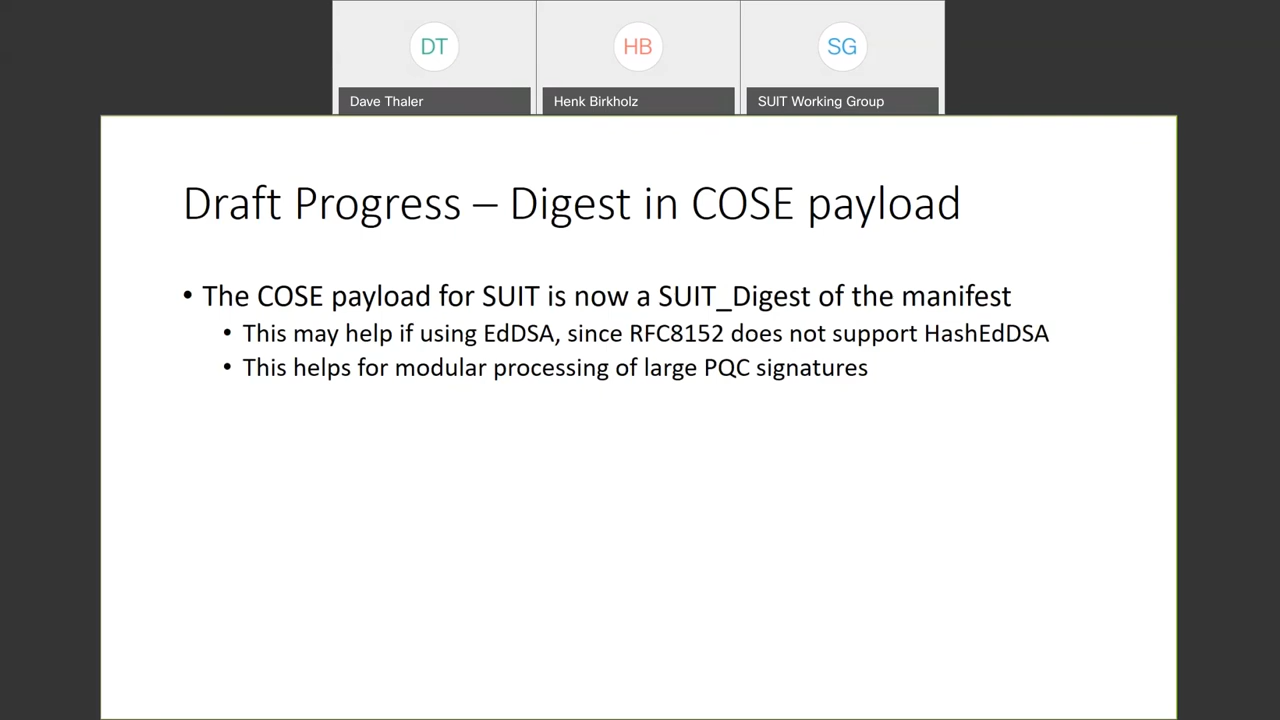 DT
HB
SG
Dave Thaler
Henk Birkholz
SUIT Working Group
Draft Progress – Digest in COSE payload
• The COSE payload for SUIT is now a SUIT_Digest of the manifest
• This may help if using EdDSA, since RFC8152 does not support HashEdDSA
• This helps for modular processing of large PQC signatures